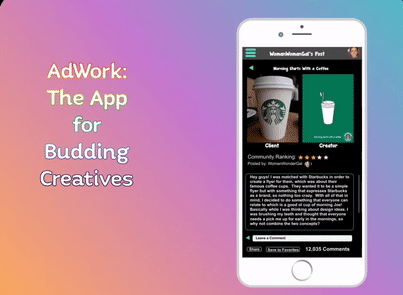 AdWork:
The App
for
Budding
Creatives
WomanWomanGal's Post
Morning Starts With a Coffee
Client
Creator
Community Ranking:
Posted by: WomanWonderGal
Hey guys! I was matched with Starbucks in order to
create a flyer for them, which was about their
famous coffee cups. They wanted it to be a simple
flyer but with something that expresses Starbucks
as a brand, so nothing too crazy. With all of that in
mind, I decided to do something that everyone can
relate to which is a good ol cup of morning Joe!
Basically while I was thinking about design ideas, I
was brushing my teeth and thought that everyone
needs a pick me up for early in the mornings, so
why not combine the two concepts?
Leave a Comment
Share
Save to Favorites
12,035 Comments